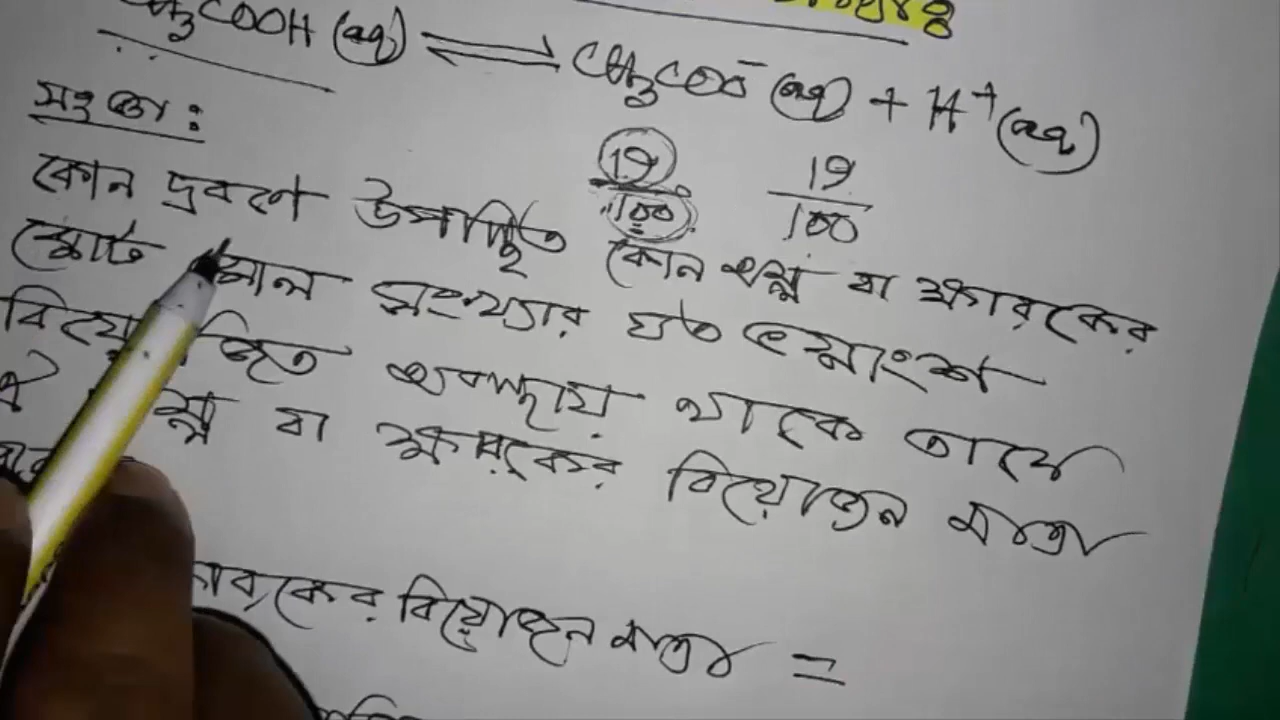 CH3COOH (aq) ⇌ CH3COO⁻ (aq) + H⁺ (aq)
সংজ্ঞা :
19/100 19/100
কোন দ্রবণে উপস্থিত কোন অম্ল বা ক্ষারকের
মোট মোল সংখ্যার যত ভগ্নাংশ
বিয়োজিত অবস্থায় থাকে তাকে
ঐ অম্ল বা ক্ষারকের বিয়োজন মাত্রা
ক্ষারকের বিয়োজন মাত্রা =